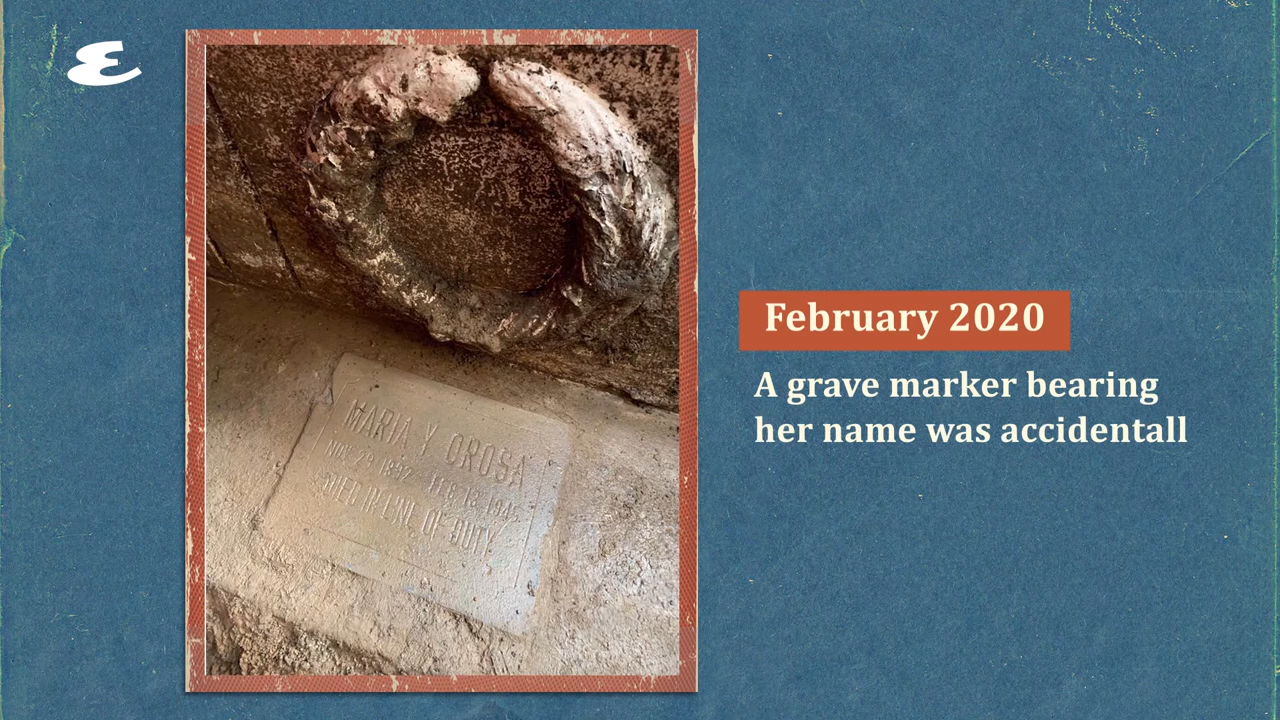 February 2020
A grave marker bearing
her name was accidentall
MARIA Y OROSA
NOV. 29, 1892 - FEB. 13, 1945
DIED IN LINE OF DUTY